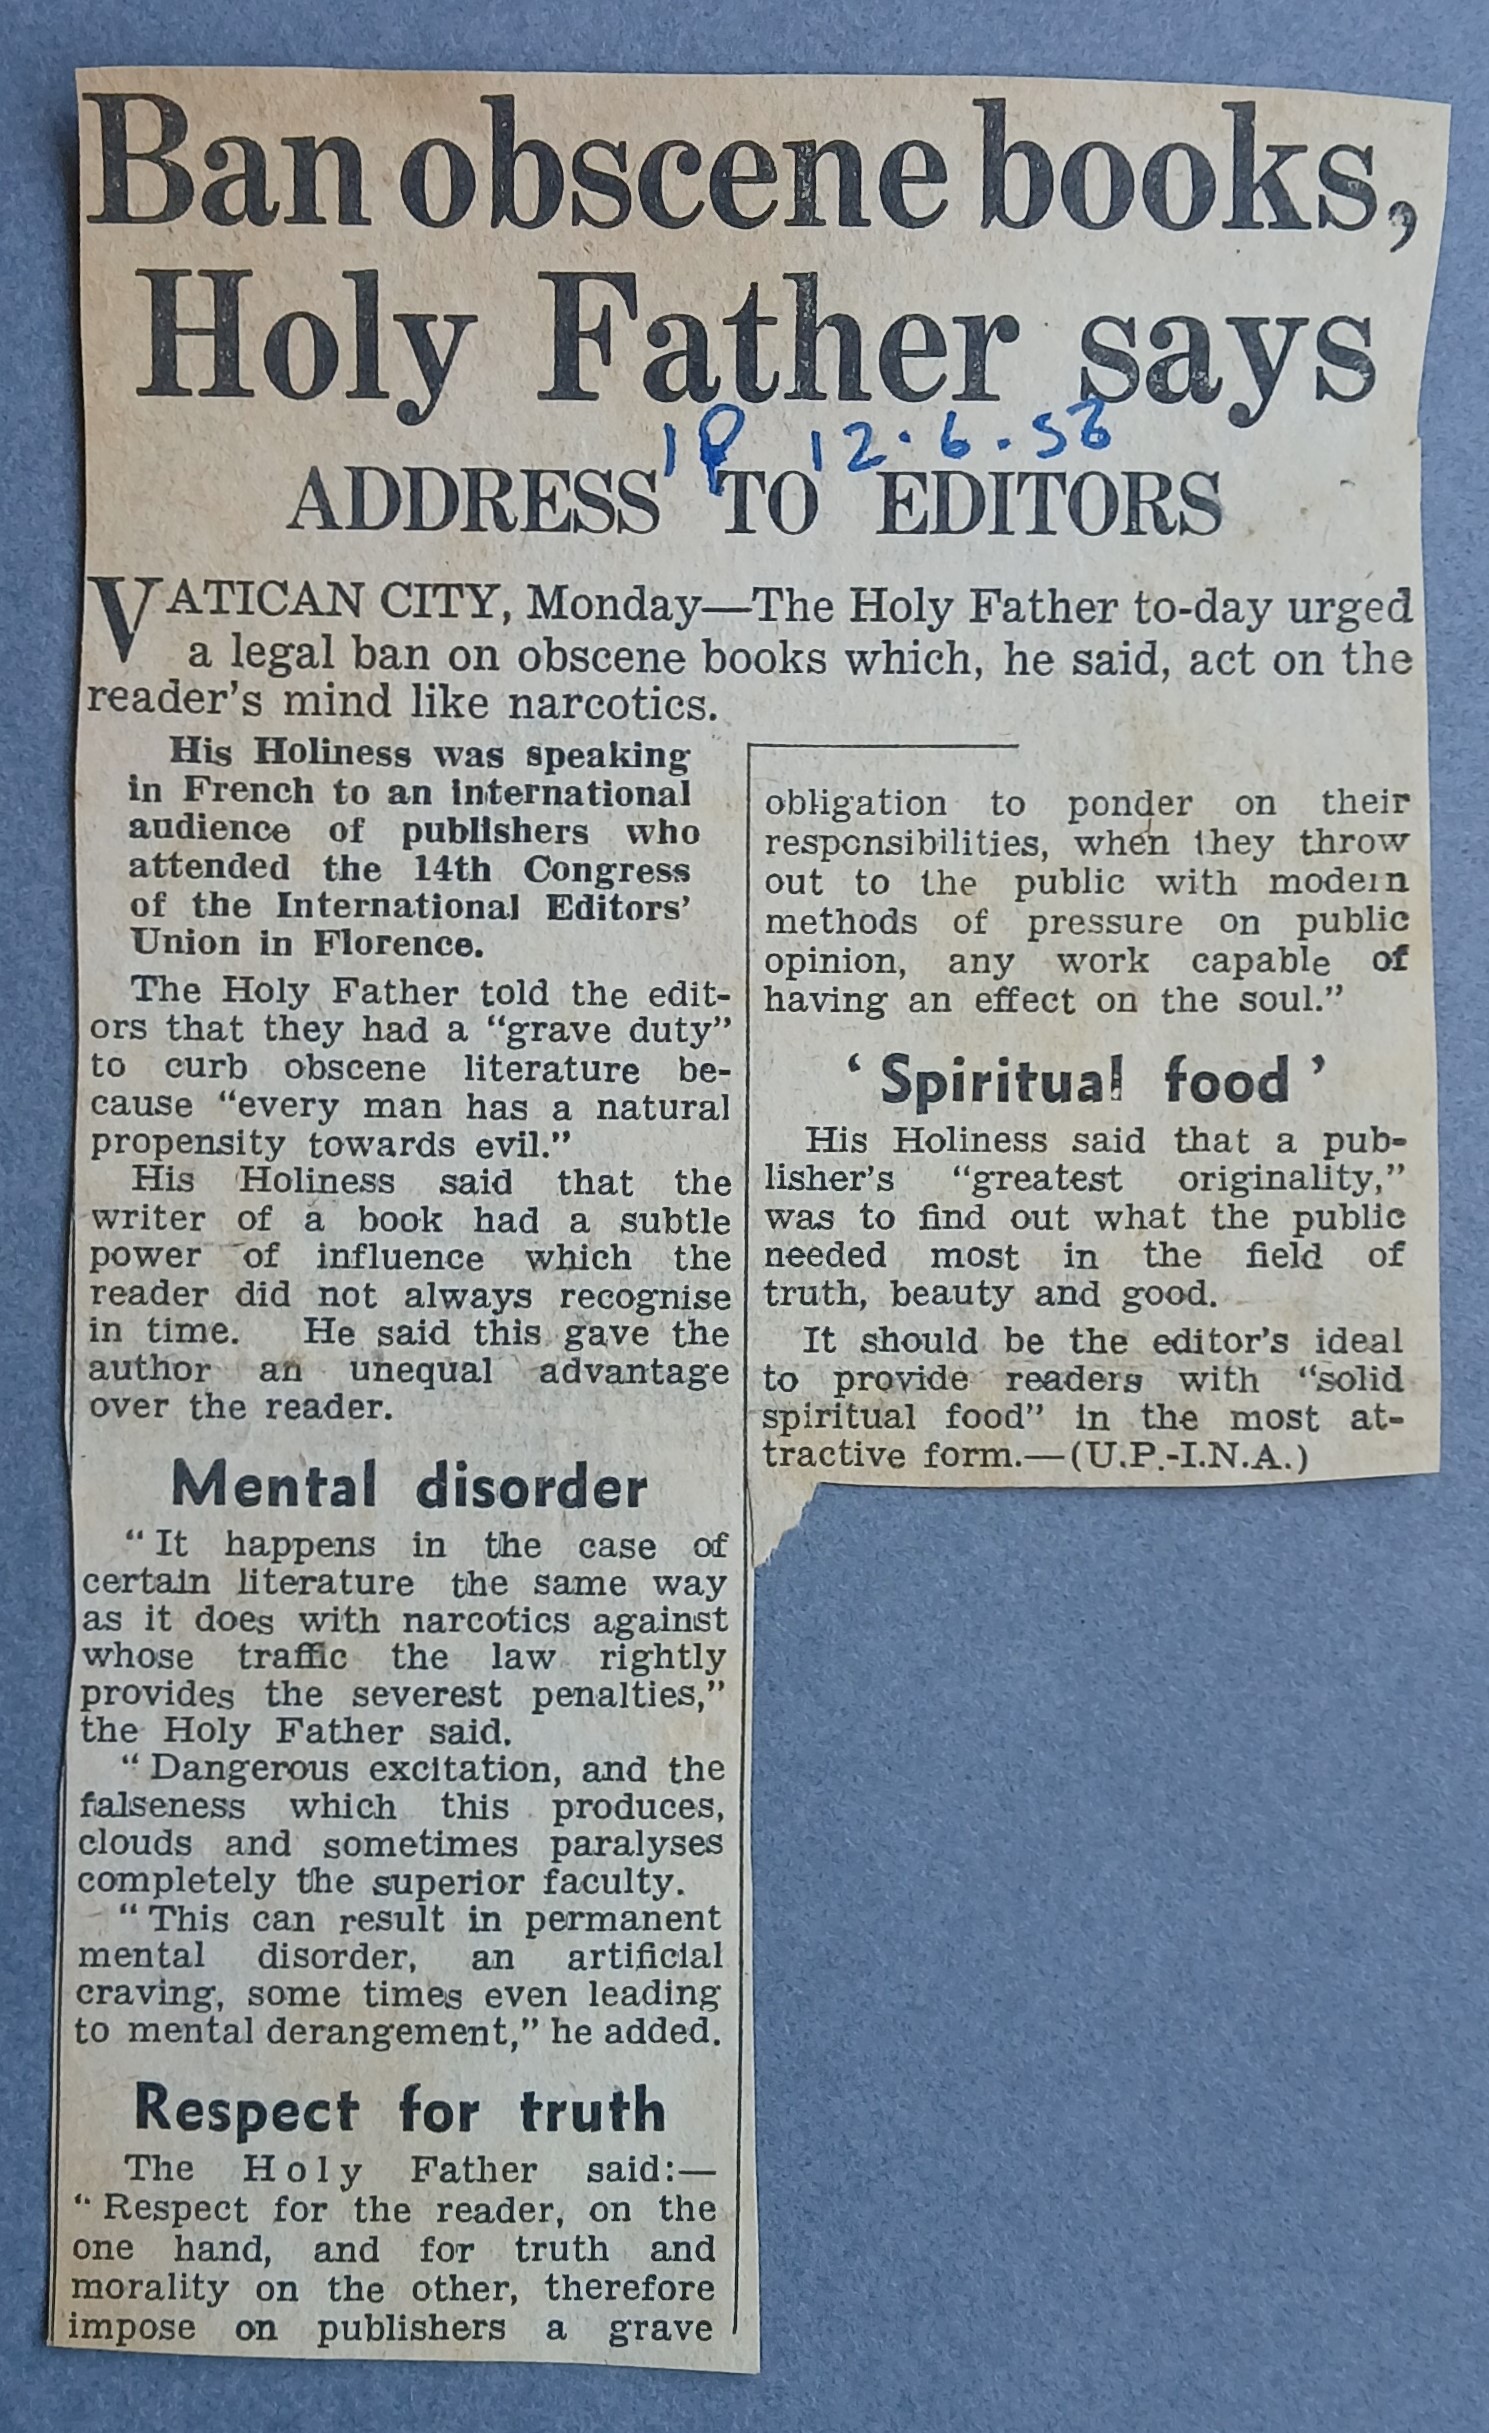 Ban obscene books,
Holy Father says
IP 12.6.56
ADDRESS TO EDITORS
VATICAN CITY, Monday—The Holy Father to-day urged
a legal ban on obscene books which, he said, act on the
reader's mind like narcotics.
His Holiness was speaking
in French to an international
audience of publishers who
attended the 14th Congress
of the International Editors'
Union in Florence.
The Holy Father told the edit-
ors that they had a "grave duty"
to curb obscene literature be-
cause "every man has a natural
propensity towards evil."
His Holiness said that the
writer of a book had a subtle
power of influence which the
reader did not always recognise
in time. He said this gave the
author an unequal advantage
over the reader.
Mental disorder
"It happens in the case of
certain literature the same way
as it does with narcotics against
whose traffic the law rightly
provides the severest penalties,"
the Holy Father said.
"Dangerous excitation, and the
falseness which this produces,
clouds and sometimes paralyses
completely the superior faculty.
"This can result in permanent
mental disorder, an artificial
craving, some times even leading
to mental derangement," he added.
Respect for truth
The Holy Father said:—
"Respect for the reader, on the
one hand, and for truth and
morality on the other, therefore
impose on publishers a grave
obligation to ponder on their
responsibilities, when they throw
out to the public with modern
methods of pressure on public
opinion, any work capable of
having an effect on the soul."
'Spiritual food'
His Holiness said that a pub-
lisher's "greatest originality,"
was to find out what the public
needed most in the field of
truth, beauty and good.
It should be the editor's ideal
to provide readers with "solid
spiritual food" in the most at-
tractive form.—(U.P.-I.N.A.)